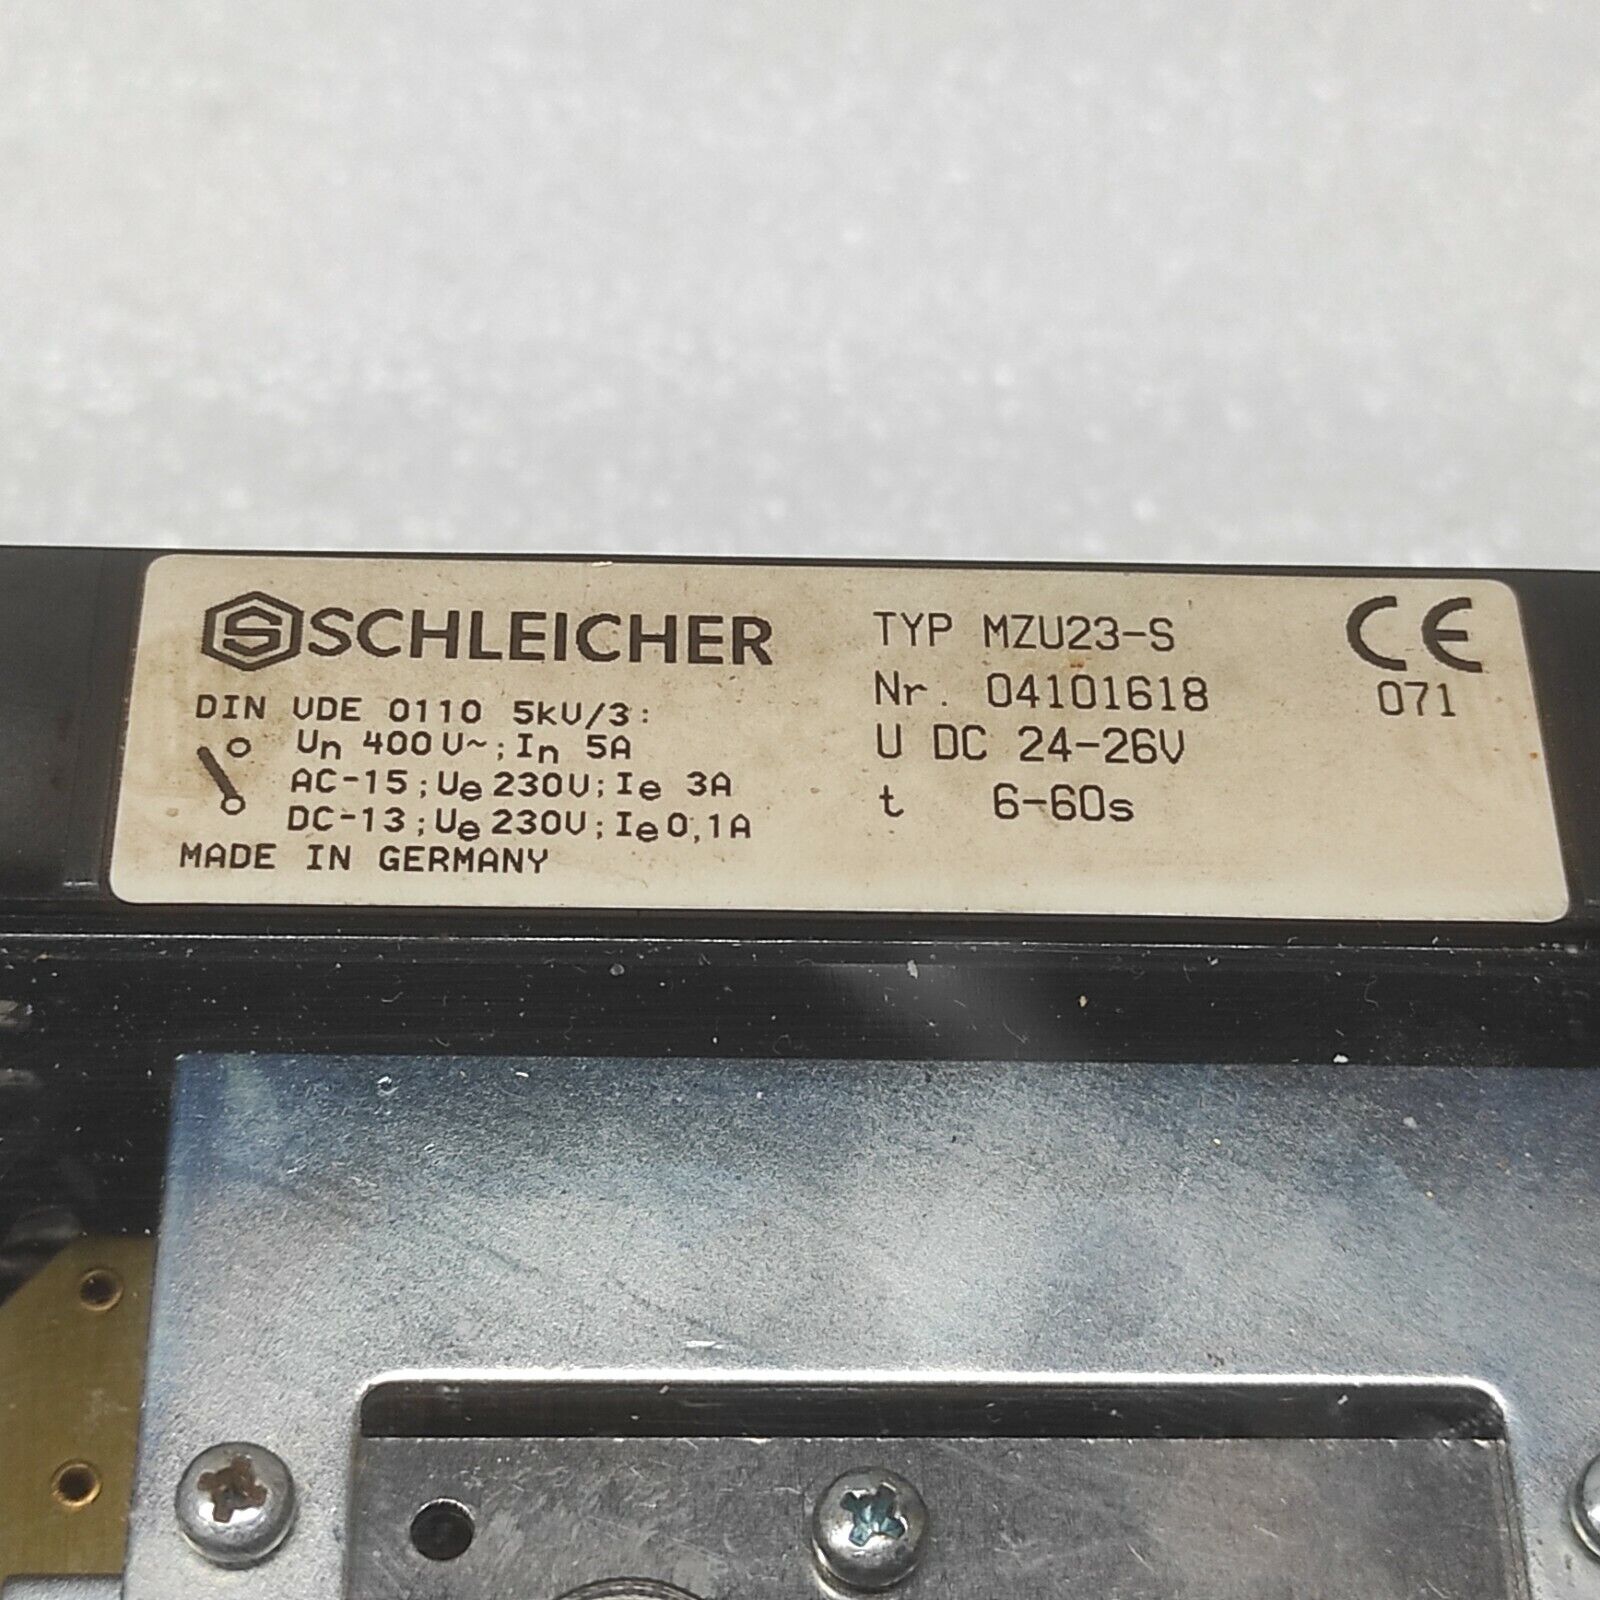 SCHLEICHER
DIN VDE 0110 5kV/3:
Un 400V~; In 5A
AC-15; Ue 230V; Ie 3A
DC-13; Ue 230V; Ie 0,1A
MADE IN GERMANY
TYP MZU23-S
Nr. 04101618
U DC 24-26V
t 6-60s
CE
071